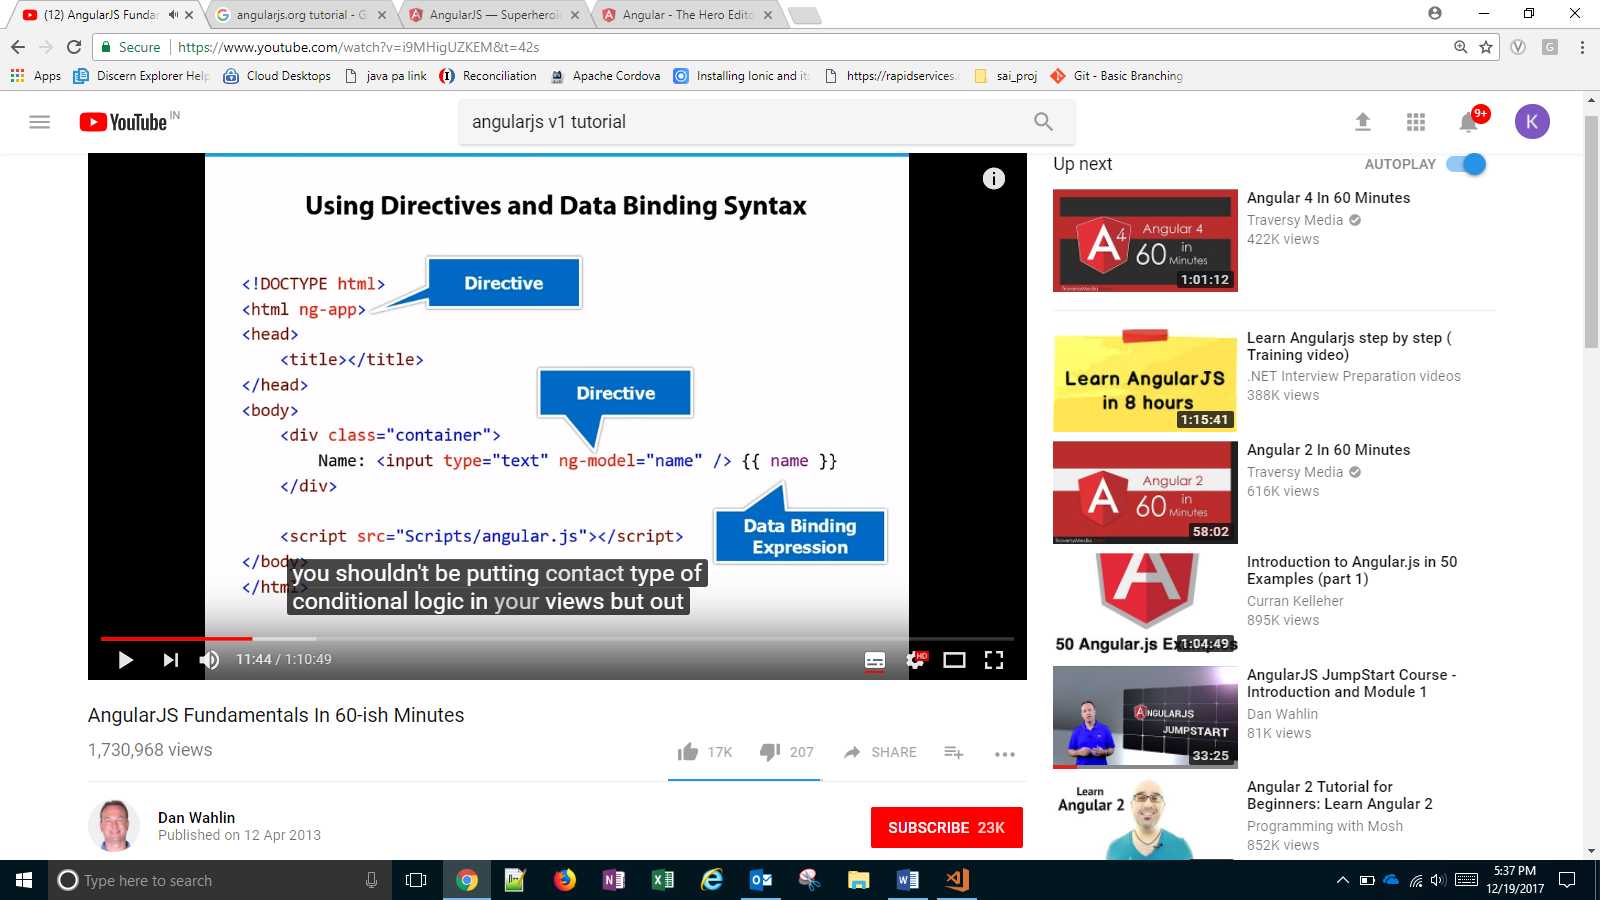 (12) AngularJS Fundar
angularjs.org tutorial - G
AngularJS — Superheroi
Angular - The Hero Edito
Secure
https://www.youtube.com/watch?v=i9MHigUZKEM&t=42s
Apps
Discern Explorer Help
Cloud Desktops
java pa link
Reconciliation
Apache Cordova
Installing Ionic and it
https://rapidservices.
sai_proj
Git - Basic Branching
YouTube IN
angularjs v1 tutorial
9+
K
Using Directives and Data Binding Syntax
<!DOCTYPE html>
Directive
<html ng-app>
<head>
<title></title>
</head>
Directive
<body>
<div class="container">
Name: <input type="text" ng-model="name" /> {{ name }}
</div>
Data Binding
Expression
<script src="Scripts/angular.js"></script>
</body>
</html
you shouldn't be putting contact type of
conditional logic in your views but out
11:44 / 1:10:49
HD
AngularJS Fundamentals In 60-ish Minutes
1,730,968 views
17K
207
SHARE
Dan Wahlin
Published on 12 Apr 2013
SUBSCRIBE 23K
Up next
AUTOPLAY
A4
Angular 4
60 in Minutes
TraversyMedia
1:01:12
Angular 4 In 60 Minutes
Traversy Media
422K views
Learn AngularJS
in 8 hours
1:15:41
Learn Angularjs step by step (
Training video)
.NET Interview Preparation videos
388K views
A
Angular 2
60 in Minutes
58:02
Angular 2 In 60 Minutes
Traversy Media
616K views
50 Angular.js Examples
1:04:49
Introduction to Angular.js in 50
Examples (part 1)
Curran Kelleher
895K views
ANGULARJS
JUMPSTART
33:25
AngularJS JumpStart Course -
Introduction and Module 1
Dan Wahlin
81K views
Learn
Angular 2
Angular 2 Tutorial for
Beginners: Learn Angular 2
Programming with Mosh
852K views
Type here to search
5:37 PM
12/19/2017